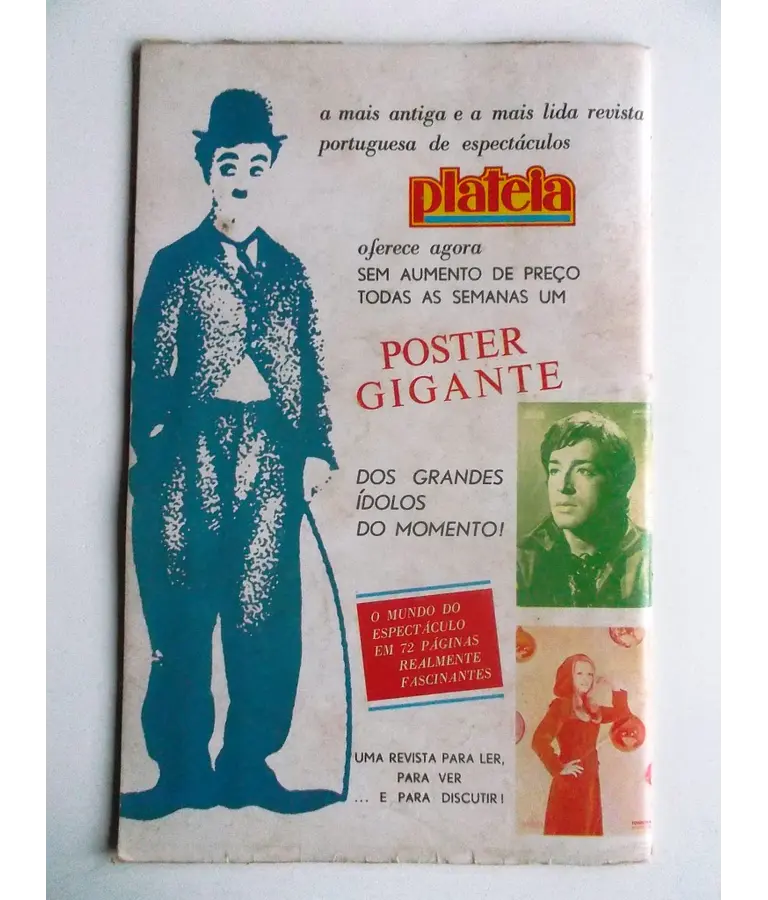 a mais antiga e a mais lida revista
portuguesa de espectáculos
plateia
oferece agora
SEM AUMENTO DE PREÇO
TODAS AS SEMANAS UM
POSTER
GIGANTE
DOS GRANDES
ÍDOLOS
DO MOMENTO!
O MUNDO DO
ESPECTÁCULO
EM 72 PÁGINAS
REALMENTE
FASCINANTES
UMA REVISTA PARA LER,
PARA VER
... E PARA DISCUTIR!